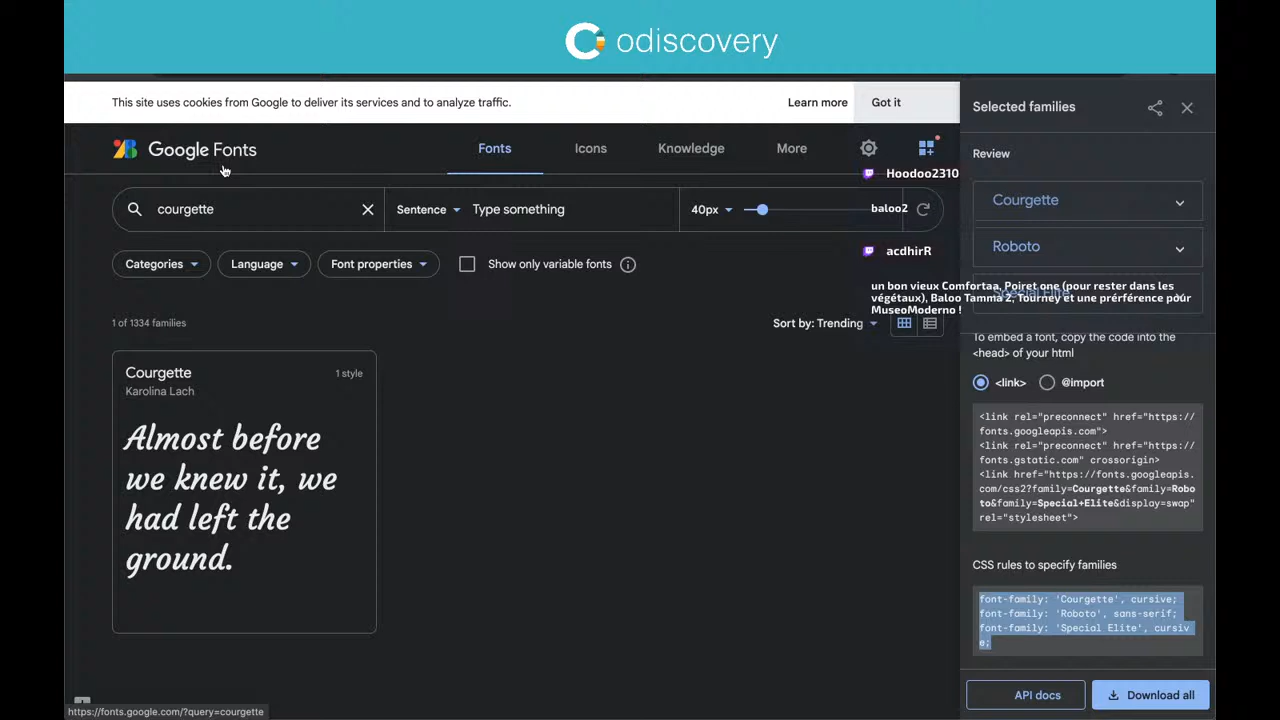 odiscovery
This site uses cookies from Google to deliver its services and to analyze traffic.
Learn more
Got it
Selected families
Google Fonts
Fonts
Icons
Knowledge
More
Review
Hoodoo2310
courgette
Sentence
Type something
40px
baloo2
Courgette
Roboto
acdhirR
Categories
Language
Font properties
Show only variable fonts
un bon vieux Comfortaa, Poiret one (pour rester dans les
végétaux), Baloo Tamma 2, Tourney et une prérférence pour
MuseoModerno !
Special Elite
1 of 1334 families
Sort by: Trending
To embed a font, copy the code into the
<head> of your html
<link>
@import
Courgette
1 style
Karolina Lach
Almost before
we knew it, we
had left the
ground.
<link rel="preconnect" href="https://
fonts.googleapis.com">
<link rel="preconnect" href="https://
fonts.gstatic.com" crossorigin>
<link href="https://fonts.googleapis.
com/css2?family=Courgette&family=Robo
to&family=Special+Elite&display=swap"
rel="stylesheet">
CSS rules to specify families
font-family: 'Courgette', cursive;
font-family: 'Roboto', sans-serif;
font-family: 'Special Elite', cursiv
e;
API docs
Download all
https://fonts.google.com/?query=courgette